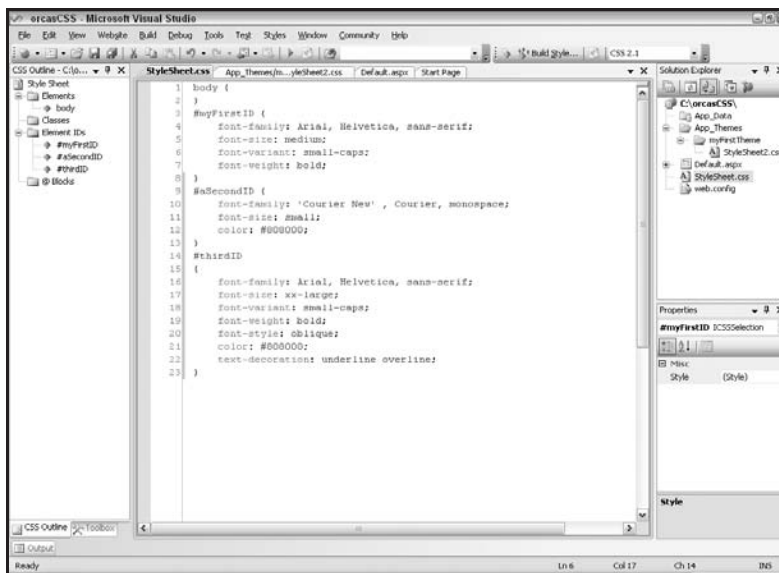 orcasCSS - Microsoft Visual Studio
File Edit View Website Build Debug Tools Test Styles Window Community Help
Build Style... CSS 2.1
CSS Outline - C:\o...
Style Sheet
Elements
body
Classes
Element IDs
#myFirstID
#aSecondID
#thirdID
@ Blocks
CSS Outline Toolbox
StyleSheet.css App_Themes/m...yleSheet2.css Default.aspx Start Page
1 body {
2 }
3 #myFirstID {
4 font-family: Arial, Helvetica, sans-serif;
5 font-size: medium;
6 font-variant: small-caps;
7 font-weight: bold;
8 }
9 #aSecondID {
10 font-family: 'Courier New' , Courier, monospace;
11 font-size: small;
12 color: #808000;
13 }
14 #thirdID
15 {
16 font-family: Arial, Helvetica, sans-serif;
17 font-size: xx-large;
18 font-variant: small-caps;
19 font-weight: bold;
20 font-style: oblique;
21 color: #808000;
22 text-decoration: underline overline;
23 }
Solution Explorer
C:\orcasCSS\
App_Data
App_Themes
myFirstTheme
StyleSheet2.cs
Default.aspx
StyleSheet.css
web.config
Properties
#myFirstID ICSSSelection
Misc
Style (Style)
Style
Output
Ready Ln 6 Col 17 Ch 14 INS